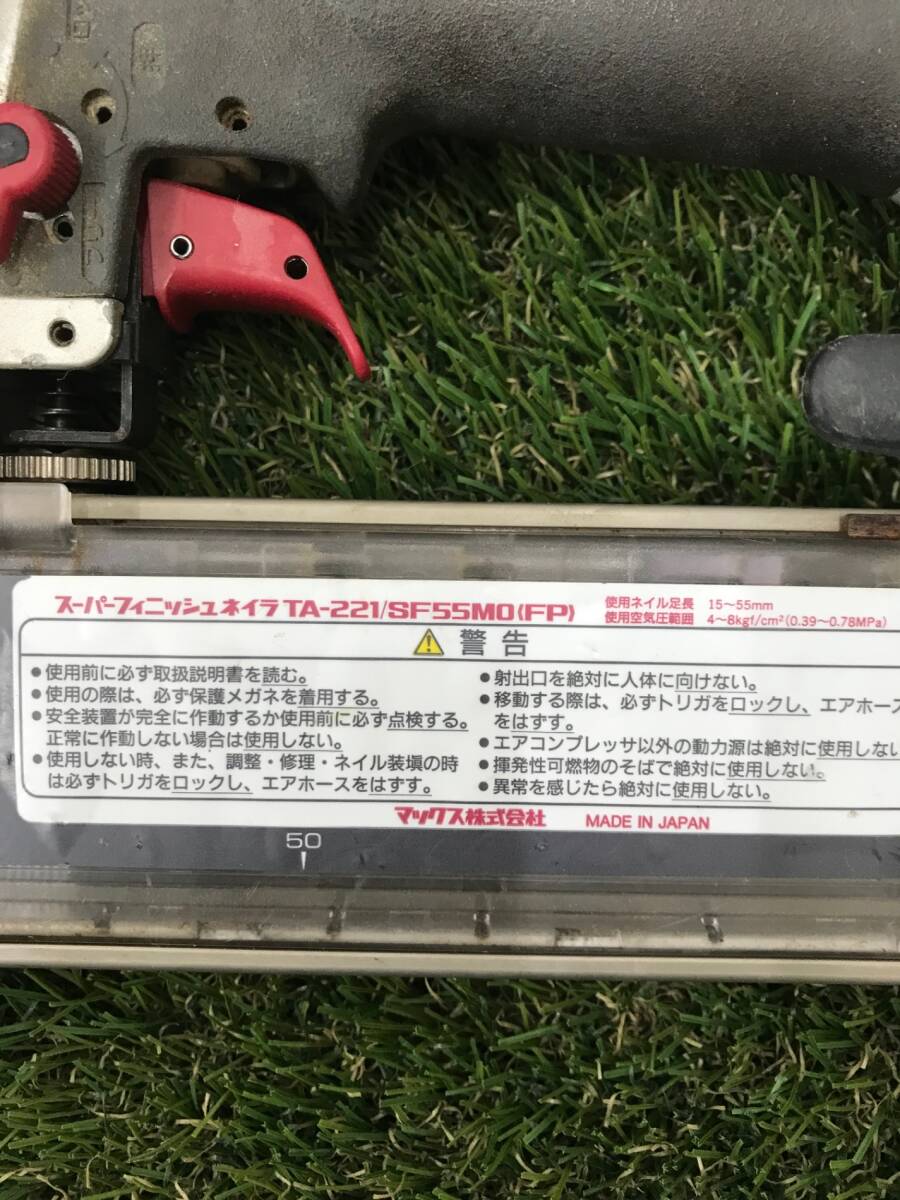 スーパーフィニッシュネイラ TA-221/SF55MO(FP)
使用ネイル足長 15〜55mm
使用空気圧範囲 4〜8kgf/cm²(0.39〜0.78MPa)
⚠ 警告
●使用前に必ず取扱説明書を読む。
●使用の際は、必ず保護メガネを着用する。
●安全装置が完全に作動するか使用前に必ず点検する。
正常に作動しない場合は使用しない。
●使用しない時、また、調整・修理・ネイル装塡の時
は必ずトリガをロックし、エアホースをはずす。
●射出口を絶対に人体に向けない。
●移動する際は、必ずトリガをロックし、エアホース
をはずす。
●エアコンプレッサ以外の動力源は絶対に使用しない
●揮発性可燃物のそばで絶対に使用しない。
●異常を感じたら絶対に使用しない。
マックス株式会社 MADE IN JAPAN
50